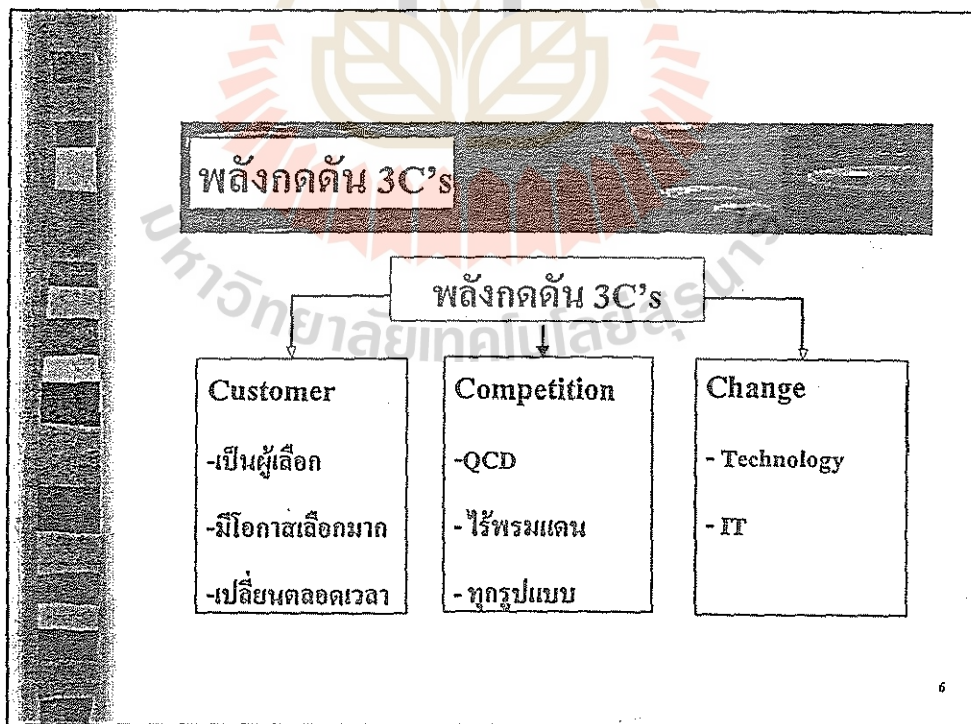 พลังกดดัน 3C's
พลังกดดัน 3C's
Customer
-เป็นผู้เลือก
-มีโอกาสเลือกมาก
-เปลี่ยนตลอดเวลา
Competition
-QCD
- ไร้พรมแดน
- ทุกรูปแบบ
Change
- Technology
- IT
6